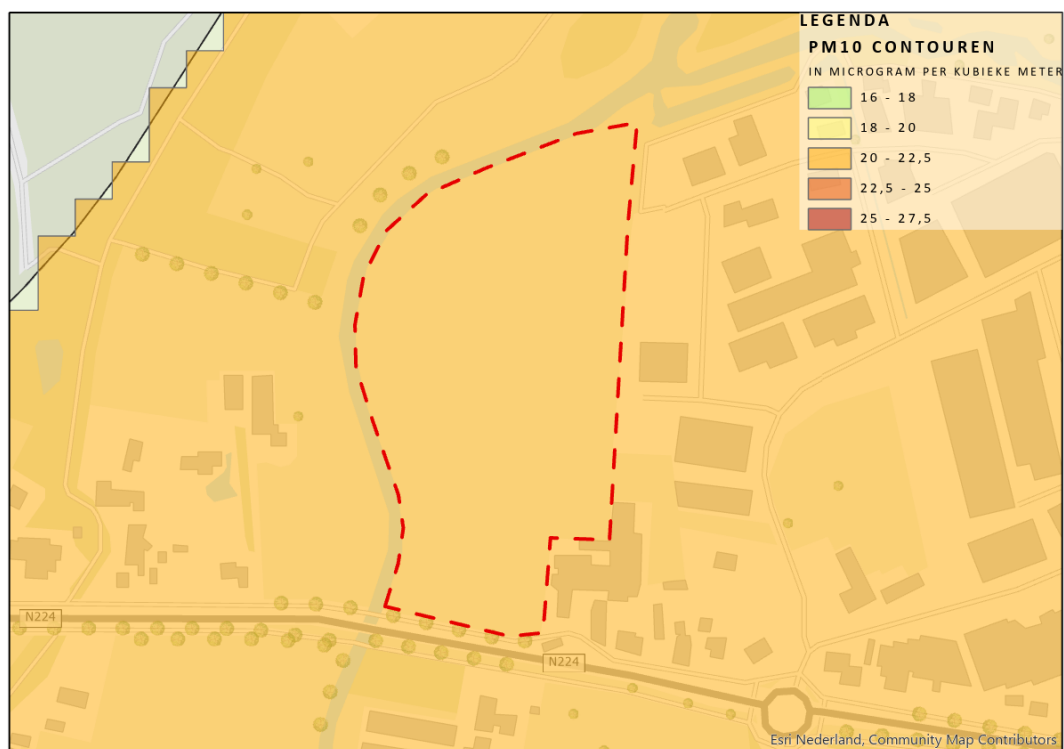 LEGENDA
PM10 CONTOUREN
IN MICROGRAM PER KUBIEKE METER
16 - 18
18 - 20
20 - 22,5
22,5 - 25
25 - 27,5
N224
N224
Esri Nederland, Community Map Contributors